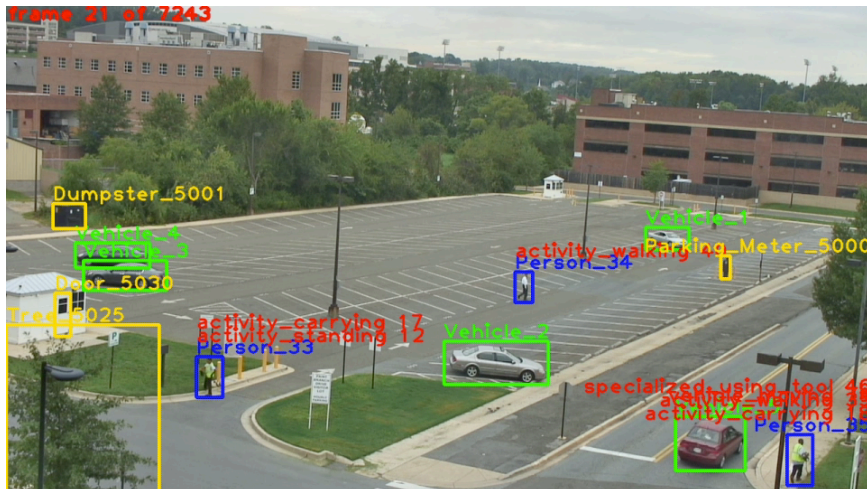 frame 21 of 7243
Dumpster_5001
Vehicle_4
Vehicle_3
Vehicle_1
activity_walking
Parking_Meter_5000
Person_34
Door_5030
Tree_5025
activity_carrying 17
activity_standing 12
Person_33
Vehicle_2
specialized_using_tool 46
activity_walking
activity_carrying
Person_35